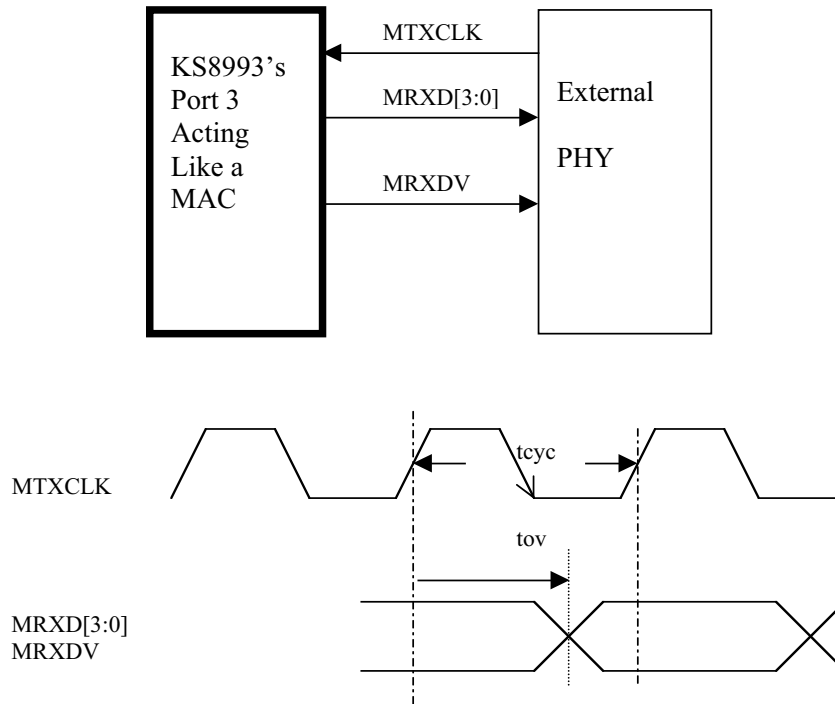 MTXCLK
KS8993's
Port 3
Acting
Like a
MAC
MRXD[3:0]
External
PHY
MRXDV
tcyc
MTXCLK
tov
MRXD[3:0]
MRXDV